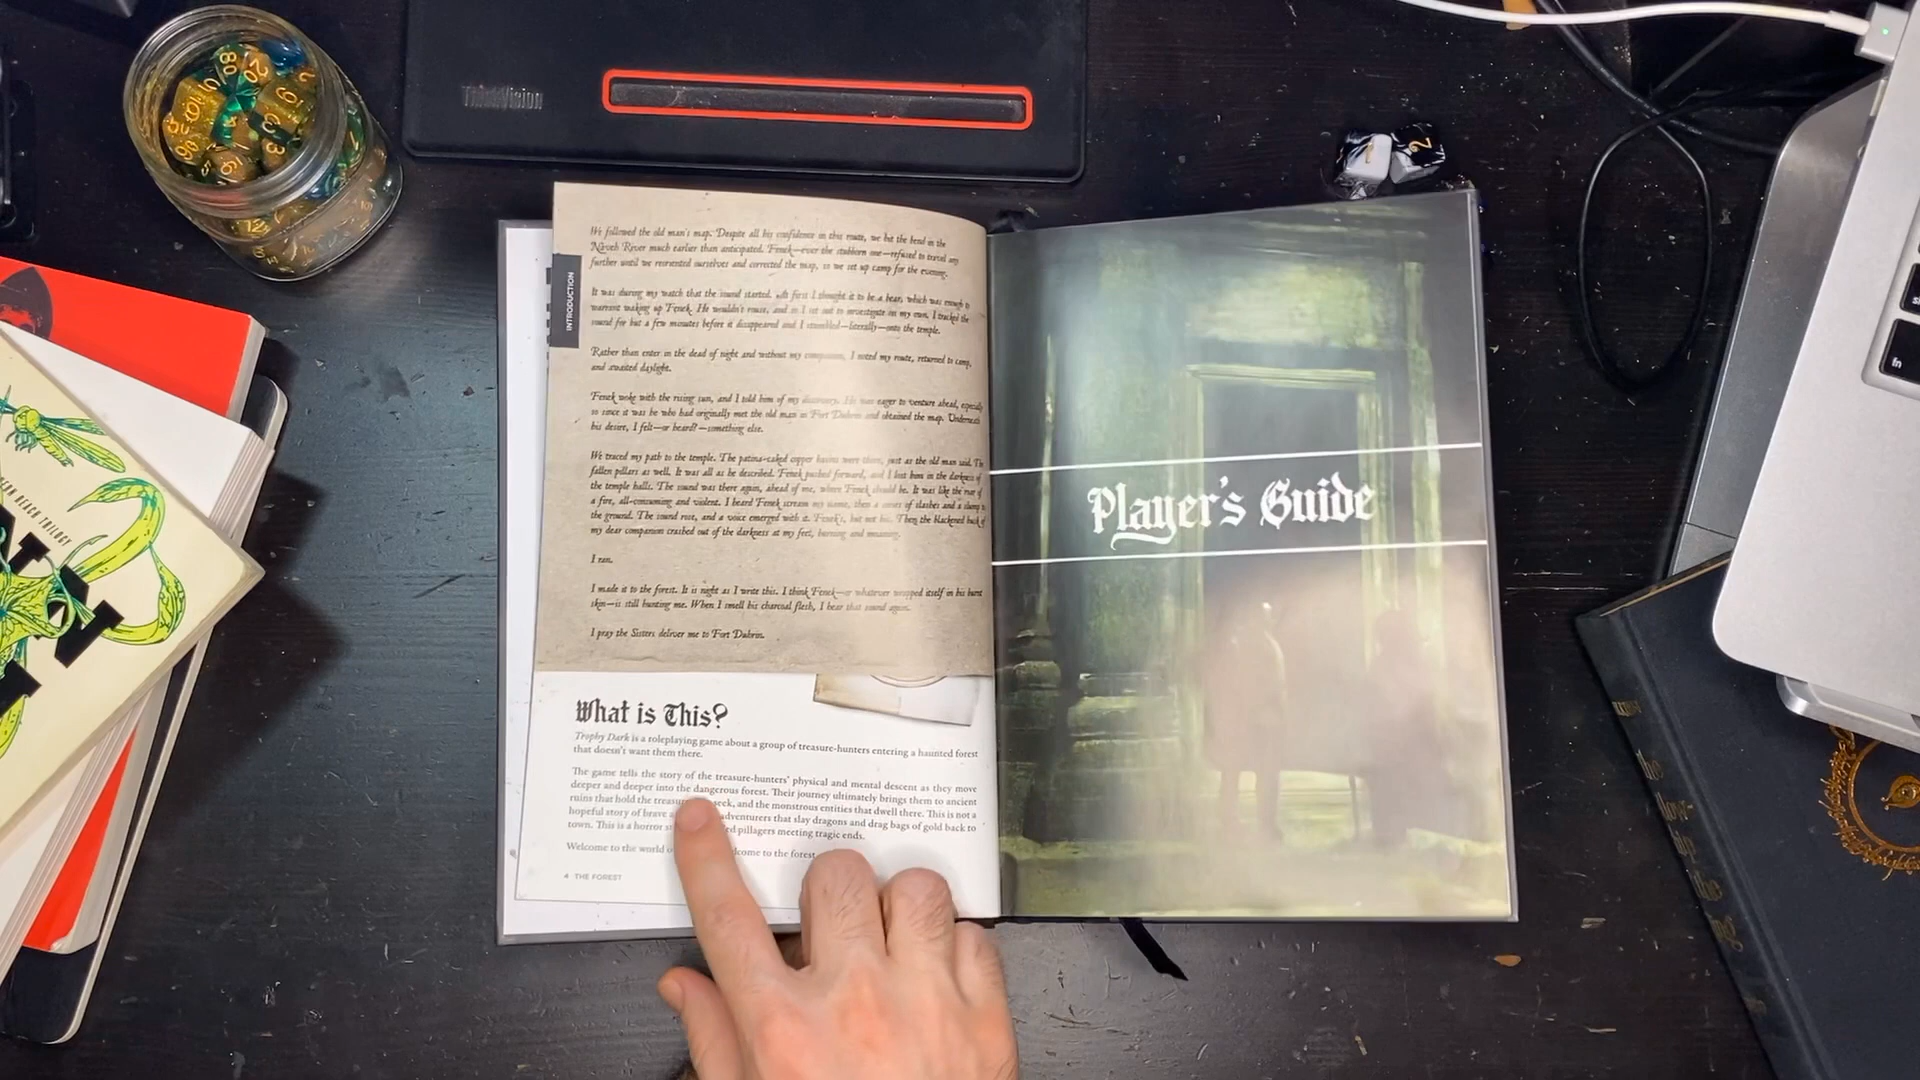 ThinkVision
INTRODUCTION
We followed the old man's map. Despite all his confidence in this route, we hit the bend in the
Nirveh River much earlier than anticipated. Fenek—ever the stubborn one—refused to travel any
further until we reoriented ourselves and corrected the map, so we set up camp for the evening.
It was during my watch that the sound started. At first I thought it to be a bear, which was enough to
warrant waking up Fenek. He wouldn't rouse, and so I set out to investigate on my own. I tracked the
sound for but a few minutes before it disappeared and I stumbled—literally—onto the temple.
Rather than enter in the dead of night and without my companion, I noted my route, returned to camp,
and awaited daylight.
Fenek woke with the rising sun, and I told him of my discovery. He was eager to venture ahead, especially
so since it was he who had originally met the old man in Fort Duhrin and obtained the map. Underneath
his desire, I felt—or heard?—something else.
We traced my path to the temple. The patina-caked copper basins were there, just as the old man said. The
fallen pillars as well. It was all as he described. Fenek pushed forward, and I lost him in the darkness of
the temple halls. The sound was there again, ahead of me, where Fenek should be. It was like the roar of
a fire, all-consuming and violent. I heard Fenek scream my name, then a series of slashes and a slump to
the ground. The sound rose, and a voice emerged with it. Fenek's, but not his. Then the blackened husk of
my dear companion crashed out of the darkness at my feet, burning and moaning.
I ran.
I made it to the forest. It is night as I write this. I think Fenek—or whatever wrapped itself in his burnt
skin—is still hunting me. When I smell his charcoal flesh, I hear that sound again.
I pray the Sisters deliver me to Fort Duhrin.
What is This?
Trophy Dark is a roleplaying game about a group of treasure-hunters entering a haunted forest
that doesn't want them there.
The game tells the story of the treasure-hunters' physical and mental descent as they move
deeper and deeper into the dangerous forest. Their journey ultimately brings them to ancient
ruins that hold the seek, and the monstrous entities that dwell there. This is not a
hopeful story of brave adventurers that slay dragons and drag bags of gold back to
town. This is a horror pillagers meeting tragic ends.
Welcome to the world to the forest
4 THE FOREST
Player's Guide
REACH TRILOGY
the
the
fn